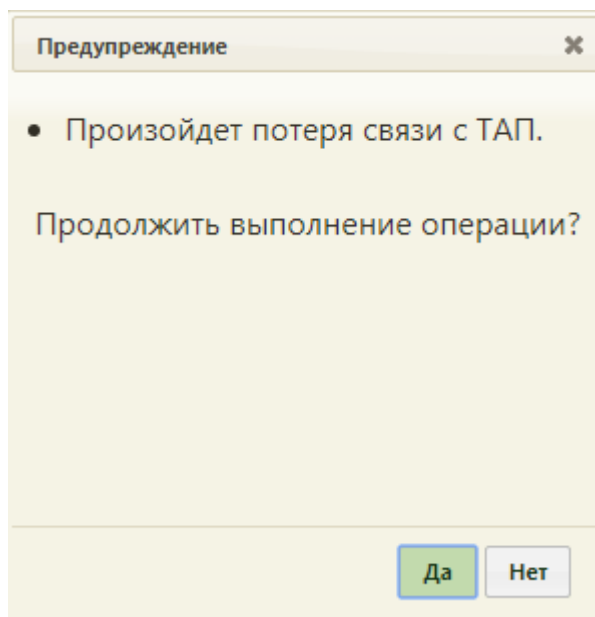 Предупреждение
• Произойдет потеря связи с ТАП.
Продолжить выполнение операции?
Да Нет